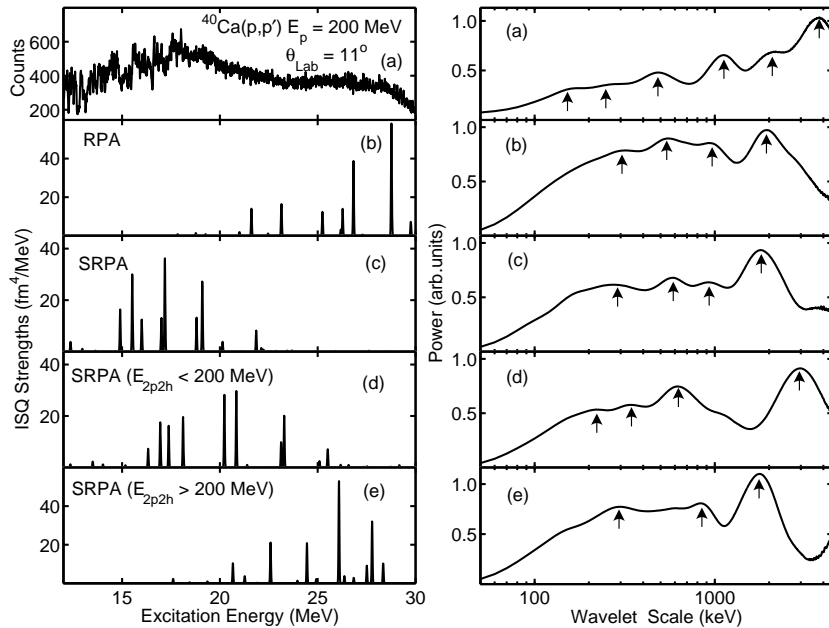 ⁴⁰Ca(p,p′) Eₚ = 200 MeV
θ_Lab = 11°
(a)
800
600
400
200
Counts
RPA
(b)
40
20
SRPA
(c)
40
20
SRPA (E₂ₚ₂ₕ < 200 MeV)
(d)
40
20
SRPA (E₂ₚ₂ₕ > 200 MeV)
(e)
40
20
ISQ Strengths (fm⁴/MeV)
15 20 25 30
Excitation Energy (MeV)
(a)
1.0
0.5
(b)
1.0
0.5
(c)
1.0
0.5
(d)
1.0
0.5
(e)
1.0
0.5
Power (arb.units)
100 1000
Wavelet Scale (keV)